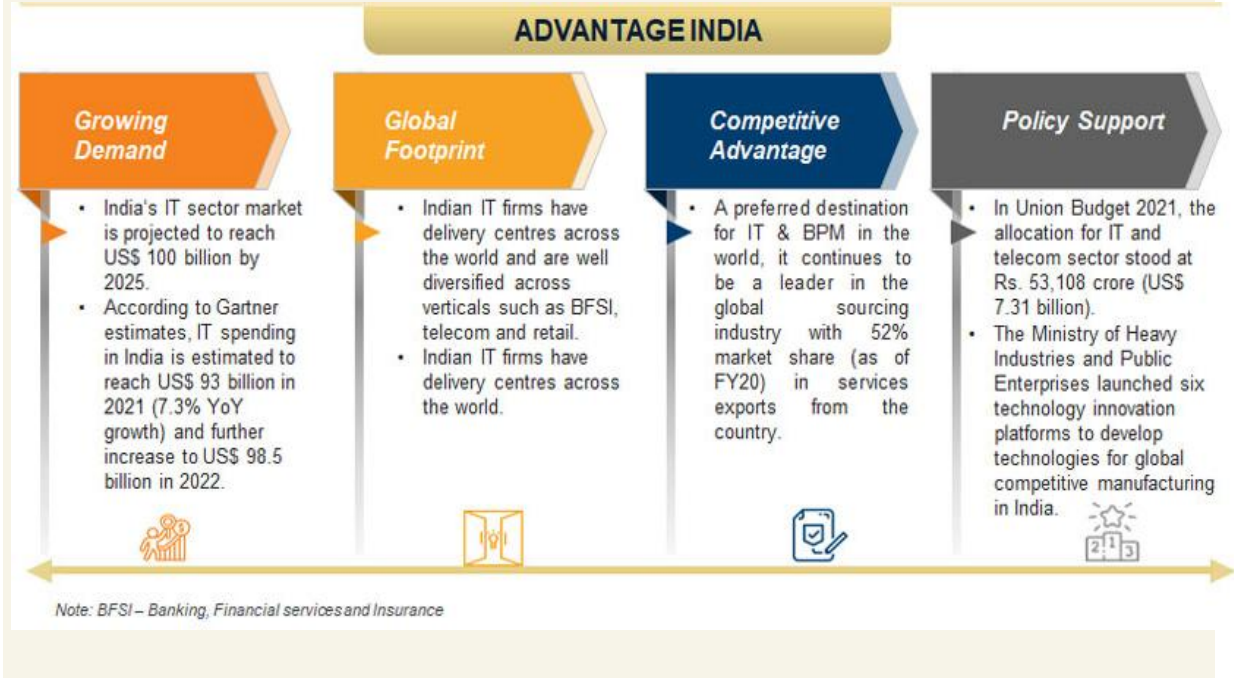 ADVANTAGE INDIA
Growing
Demand
• India's IT sector market
is projected to reach
US$ 100 billion by
2025.
• According to Gartner
estimates, IT spending
in India is estimated to
reach US$ 93 billion in
2021 (7.3% YoY
growth) and further
increase to US$ 98.5
billion in 2022.
Global
Footprint
• Indian IT firms have
delivery centres across
the world and are well
diversified across
verticals such as BFSI,
telecom and retail.
• Indian IT firms have
delivery centres across
the world.
Competitive
Advantage
• A preferred destination
for IT & BPM in the
world, it continues to
be a leader in the
global sourcing
industry with 52%
market share (as of
FY20) in services
exports from the
country.
Policy Support
• In Union Budget 2021, the
allocation for IT and
telecom sector stood at
Rs. 53,108 crore (US$
7.31 billion).
• The Ministry of Heavy
Industries and Public
Enterprises launched six
technology innovation
platforms to develop
technologies for global
competitive manufacturing
in India.
2 1 3
Note: BFSI – Banking, Financial services and Insurance